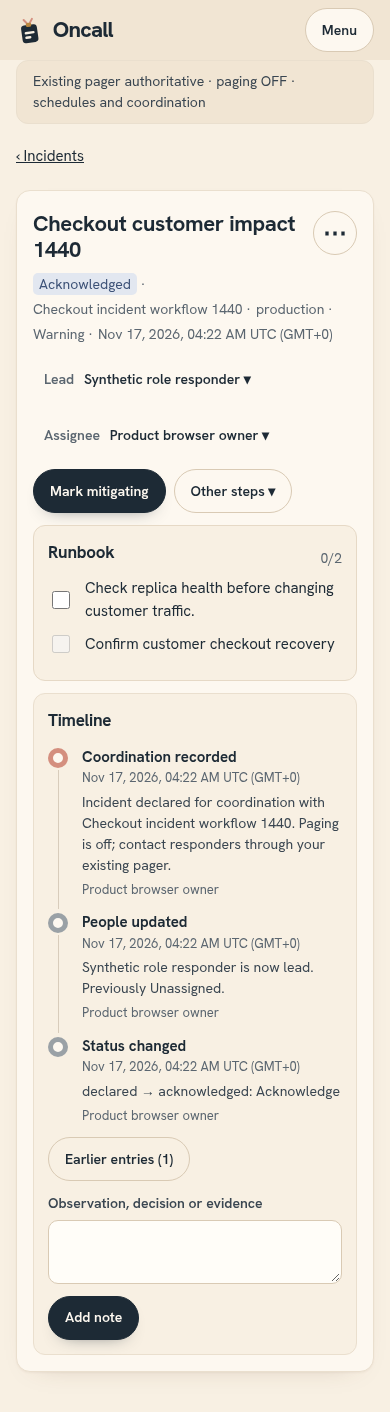 Oncall
Menu
Existing pager authoritative · paging OFF ·
schedules and coordination
‹ Incidents
Checkout customer impact
1440
...
Acknowledged ·
Checkout incident workflow 1440 · production ·
Warning · Nov 17, 2026, 04:22 AM UTC (GMT+0)
Lead Synthetic role responder ▾
Assignee Product browser owner ▾
Mark mitigating
Other steps ▾
Runbook
0/2
Check replica health before changing
customer traffic.
Confirm customer checkout recovery
Timeline
Coordination recorded
Nov 17, 2026, 04:22 AM UTC (GMT+0)
Incident declared for coordination with
Checkout incident workflow 1440. Paging
is off; contact responders through your
existing pager.
Product browser owner
People updated
Nov 17, 2026, 04:22 AM UTC (GMT+0)
Synthetic role responder is now lead.
Previously Unassigned.
Product browser owner
Status changed
Nov 17, 2026, 04:22 AM UTC (GMT+0)
declared → acknowledged: Acknowledge
Product browser owner
Earlier entries (1)
Observation, decision or evidence
Add note